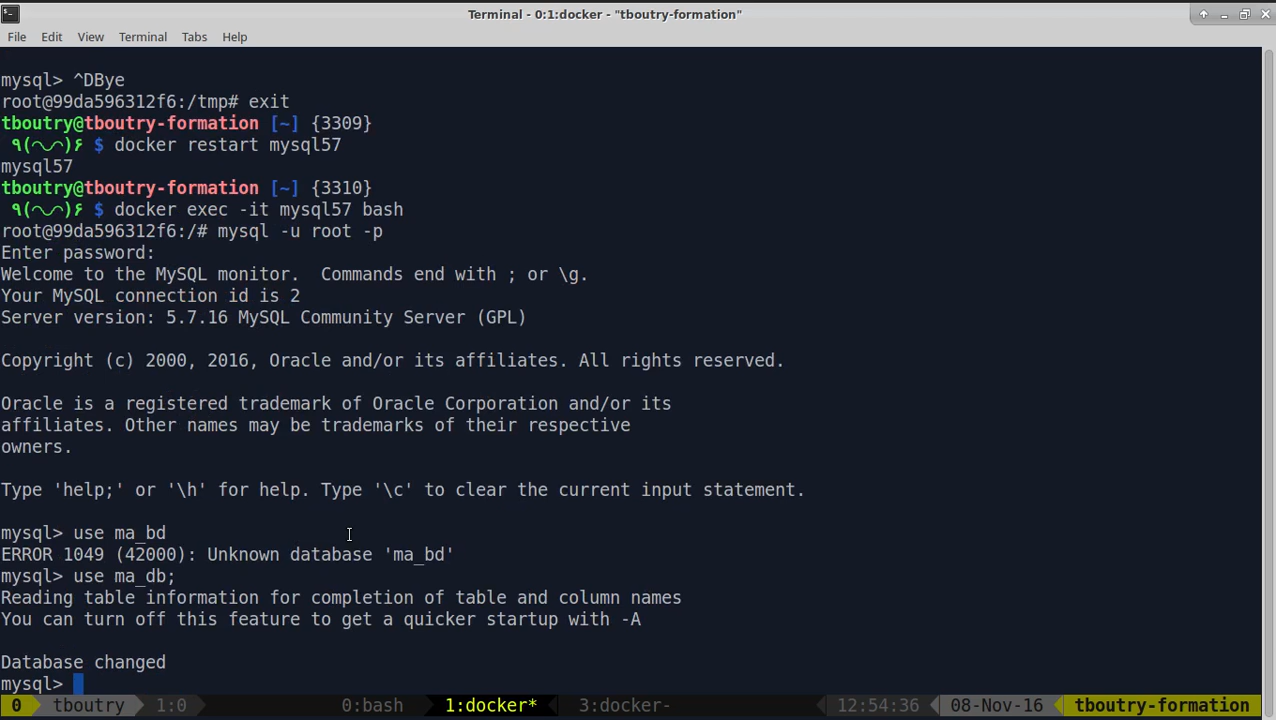 Terminal - 0:1:docker - "tboutry-formation"
File Edit View Terminal Tabs Help
mysql> ^DBye
root@99da596312f6:/tmp# exit
tboutry@tboutry-formation [~] {3309}
٩(◠◡◠)۶ $ docker restart mysql57
mysql57
tboutry@tboutry-formation [~] {3310}
٩(◠◡◠)۶ $ docker exec -it mysql57 bash
root@99da596312f6:/# mysql -u root -p
Enter password:
Welcome to the MySQL monitor.  Commands end with ; or \g.
Your MySQL connection id is 2
Server version: 5.7.16 MySQL Community Server (GPL)
Copyright (c) 2000, 2016, Oracle and/or its affiliates. All rights reserved.
Oracle is a registered trademark of Oracle Corporation and/or its
affiliates. Other names may be trademarks of their respective
owners.
Type 'help;' or '\h' for help. Type '\c' to clear the current input statement.
mysql> use ma_bd
ERROR 1049 (42000): Unknown database 'ma_bd'
mysql> use ma_db;
Reading table information for completion of table and column names
You can turn off this feature to get a quicker startup with -A
Database changed
mysql>
0 tboutry 1:0 0:bash 1:docker* 3:docker- 12:54:36 08-Nov-16 tboutry-formation